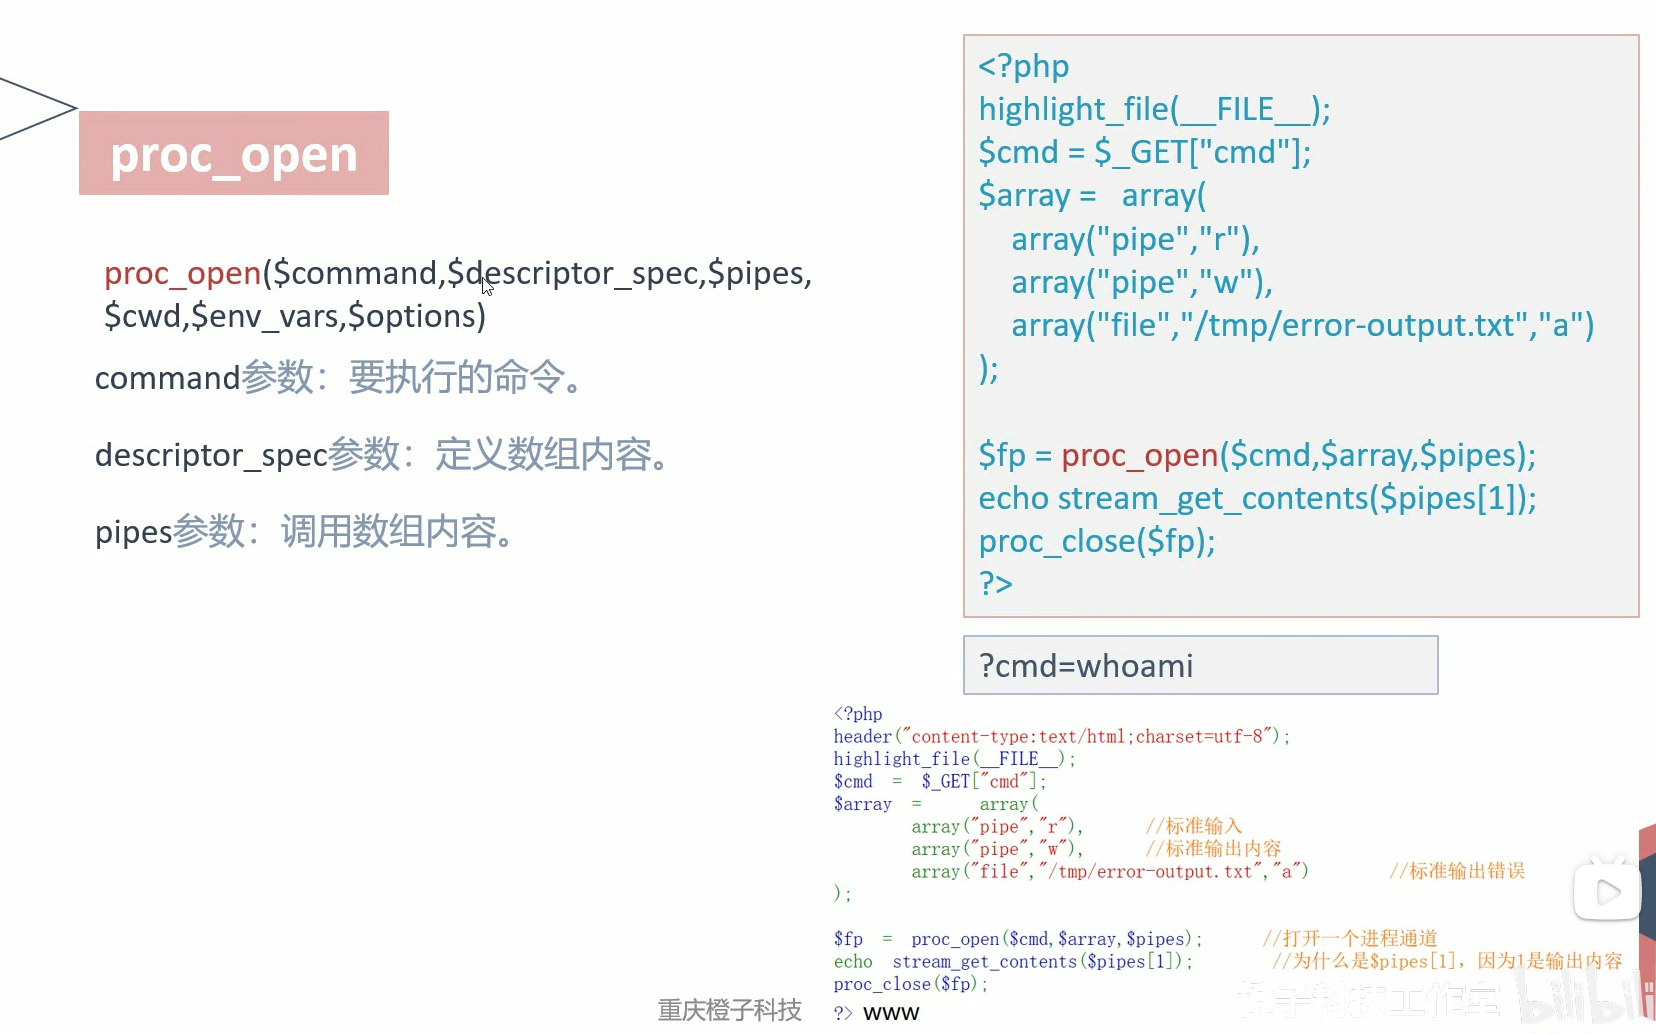 proc_open
proc_open($command,$descriptor_spec,$pipes,
$cwd,$env_vars,$options)
command参数：要执行的命令。
descriptor_spec参数：定义数组内容。
pipes参数：调用数组内容。
<?php
highlight_file(__FILE__);
$cmd = $_GET["cmd"];
$array =   array(
    array("pipe","r"),
    array("pipe","w"),
    array("file","/tmp/error-output.txt","a")
);
$fp = proc_open($cmd,$array,$pipes);
echo stream_get_contents($pipes[1]);
proc_close($fp);
?>
?cmd=whoami
<?php
header("content-type:text/html;charset=utf-8");
highlight_file(__FILE__);
$cmd  =  $_GET["cmd"];
$array  =      array(
        array("pipe","r"),      //标准输入
        array("pipe","w"),      //标准输出内容
        array("file","/tmp/error-output.txt","a")        //标准输出错误
);
$fp  =  proc_open($cmd,$array,$pipes);      //打开一个进程通道
echo  stream_get_contents($pipes[1]);        //为什么是$pipes[1]，因为1是输出内容
proc_close($fp);
?> www
重庆橙子科技
橙子科技工作室 bilibili